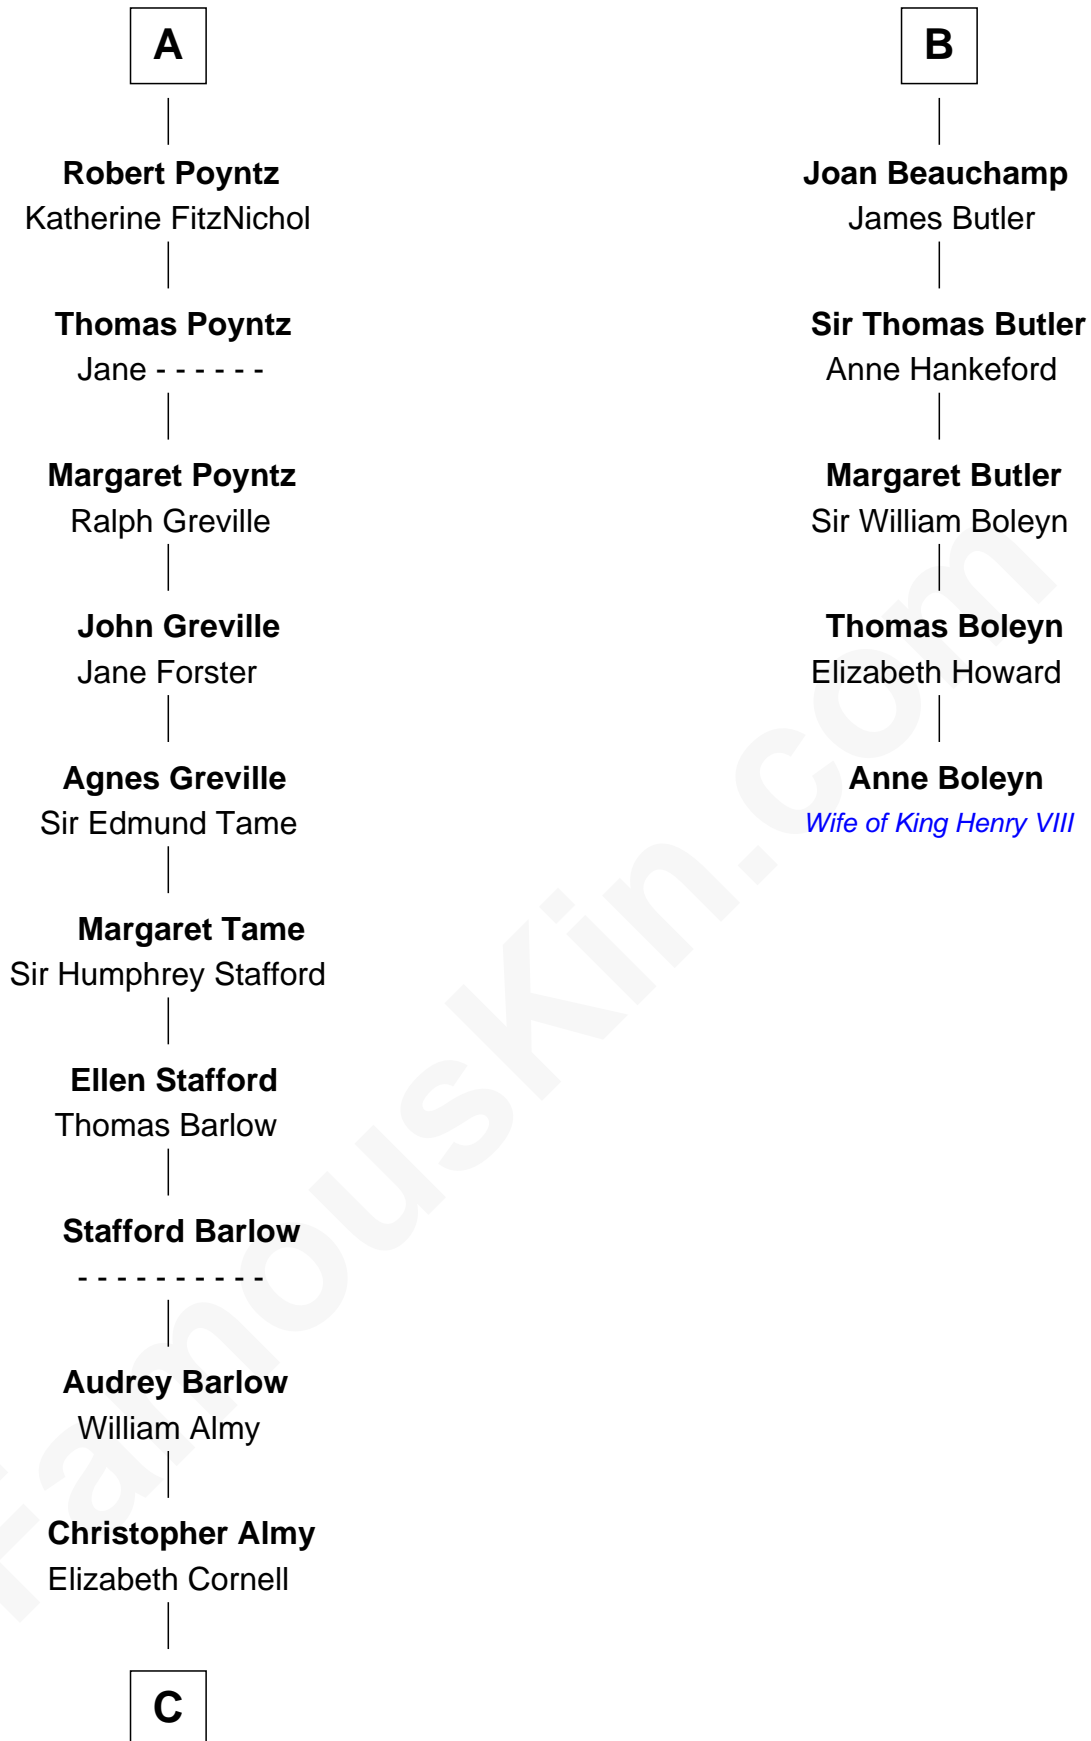 A
Robert Poyntz
Katherine FitzNichol
Thomas Poyntz
Jane - - - - - -
Margaret Poyntz
Ralph Greville
John Greville
Jane Forster
Agnes Greville
Sir Edmund Tame
Margaret Tame
Sir Humphrey Stafford
Ellen Stafford
Thomas Barlow
Stafford Barlow
- - - - - - - - - -
Audrey Barlow
William Almy
Christopher Almy
Elizabeth Cornell
C
B
Joan Beauchamp
James Butler
Sir Thomas Butler
Anne Hankeford
Margaret Butler
Sir William Boleyn
Thomas Boleyn
Elizabeth Howard
Anne Boleyn
Wife of King Henry VIII
FamousKin.com